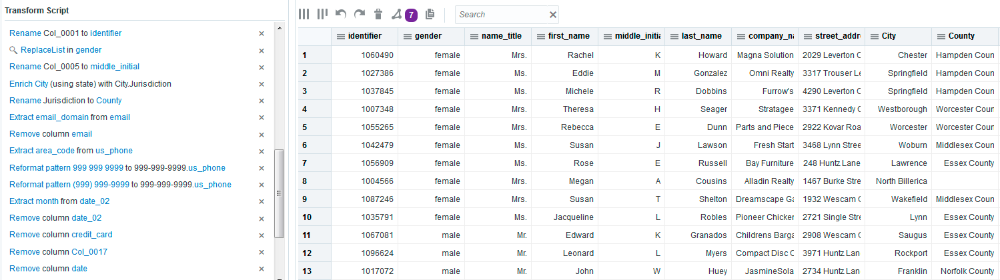 Transform Script
Rename Col_0001 to identifier
ReplaceList in gender
Rename Col_0005 to middle_initial
Enrich City (using state) with City.Jurisdiction
Rename Jurisdiction to County
Extract email_domain from email
Remove column email
Extract area_code from us_phone
Reformat pattern 999 999 9999 to 999-999-9999.us_phone
Reformat pattern (999) 999-9999 to 999-999-9999.us_phone
Extract month from date_02
Remove column date_02
Remove column credit_card
Remove column Col_0017
Remove column date
7 Search
identifier gender name_title first_name middle_initia last_name company_na street_addr City County
1 1060490 female Mrs. Rachel K Howard Magna Solution 2029 Leverton C Chester Hampden Coun
2 1027386 female Ms. Eddie M Gonzalez Omni Realty 3317 Trouser Le Springfield Hampden Coun
3 1037845 female Ms. Michele R Dobbins Furrow's 4290 Leverton C Springfield Hampden Coun
4 1007348 female Mrs. Theresa H Seager Strategee 3371 Kennedy C Westborough Worcester Coun
5 1055265 female Mrs. Rebecca E Dunn Parts and Piece 2922 Kovar Roa Worcester Worcester Coun
6 1042479 female Ms. Susan J Lawson Fresh Start 3468 Lynn Stree Woburn Middlesex Coun
7 1056909 female Ms. Rose E Russell Bay Furniture 248 Huntz Lane Lawrence Essex County
8 1004566 female Mrs. Megan A Cousins Alladin Realty 1467 Burke Stre North Billerica
9 1087246 female Mrs. Susan T Shelton Dreamscape Ga 1932 Wescam C Wakefield Middlesex Coun
10 1035791 female Ms. Jacqueline L Robles Pioneer Chicken 2721 Single Stre Lynn Essex County
11 1067081 male Mr. Edward K Granados Childrens Barga 2908 Wescam C Saugus Essex County
12 1096624 male Mr. Leonard L Myers Compact Disc C 3971 Huntz Lan Rockport Essex County
13 1017072 male Mr. John W Huey JasmineSola 2734 Huntz Lan Franklin Norfolk County